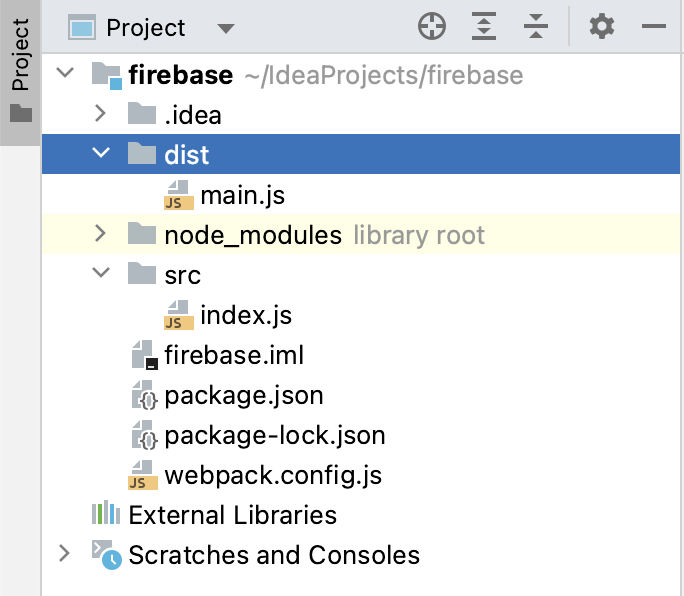 Project
Project
firebase ~/IdeaProjects/firebase
.idea
dist
JS main.js
node_modules library root
src
JS index.js
firebase.iml
{} package.json
{} package-lock.json
JS webpack.config.js
External Libraries
Scratches and Consoles